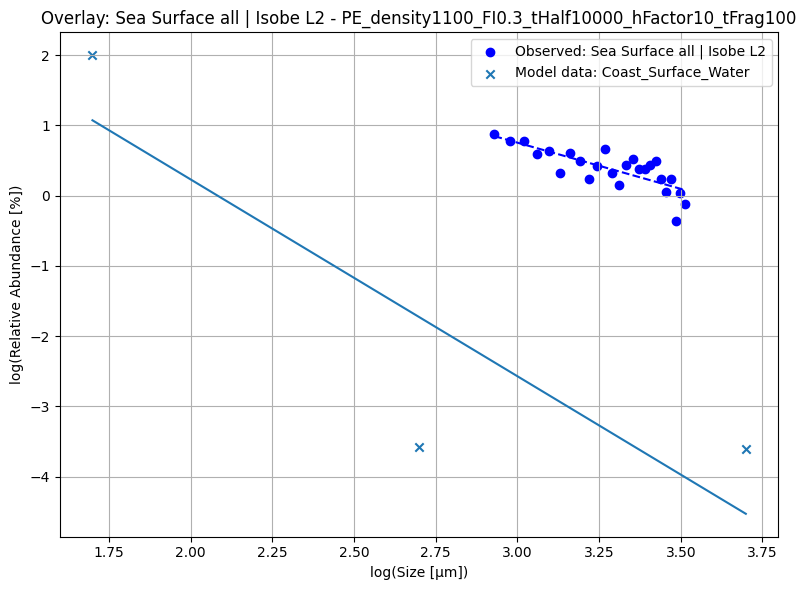 Overlay: Sea Surface all | Isobe L2 - PE_density1100_FI0.3_tHalf10000_hFactor10_tFrag100
Observed: Sea Surface all | Isobe L2
Model data: Coast_Surface_Water
log(Relative Abundance [%])
2
1
0
−1
−2
−3
−4
1.75 2.00 2.25 2.50 2.75 3.00 3.25 3.50 3.75
log(Size [μm])